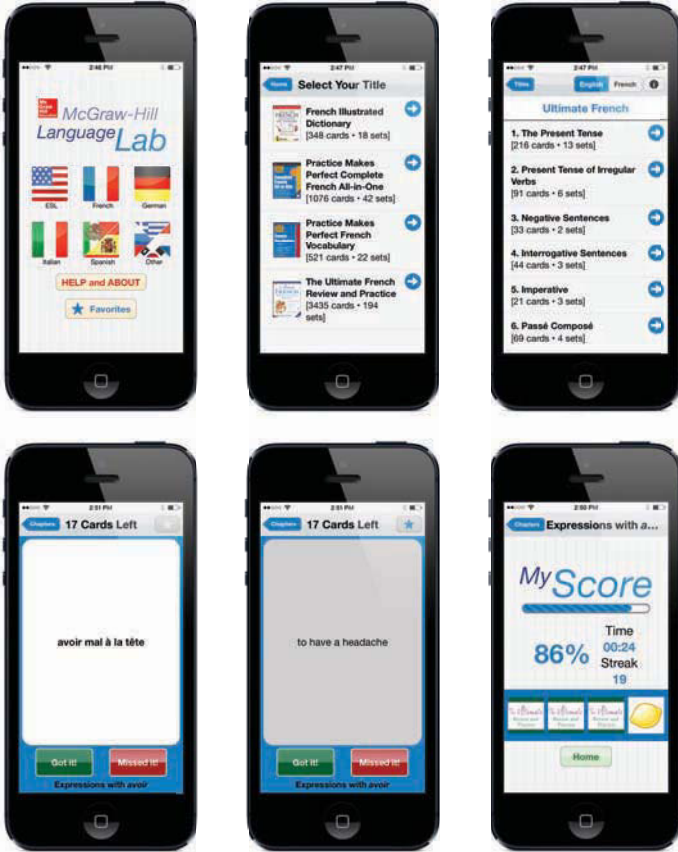 2:46 PM
Mc
Graw
Hill
McGraw-Hill
Language Lab
ESL
French
German
Italian
Spanish
Other
HELP and ABOUT
Favorites
2:47 PM
Home
Select Your Title
French Illustrated
Dictionary
[348 cards • 18 sets]
Practice Makes
Perfect Complete
French All-in-One
[1076 cards • 42 sets]
Practice Makes
Perfect French
Vocabulary
[521 cards • 22 sets]
The Ultimate French
Review and Practice
[3435 cards • 194
sets]
2:47 PM
Titles
English
French
Ultimate French
1. The Present Tense
[216 cards • 13 sets]
2. Present Tense of Irregular
Verbs
[91 cards • 6 sets]
3. Negative Sentences
[33 cards • 2 sets]
4. Interrogative Sentences
[44 cards • 3 sets]
5. Imperative
[21 cards • 3 sets]
6. Passé Composé
[69 cards • 4 sets]
2:51 PM
Chapters
17 Cards Left
avoir mal à la tête
Got it!
Missed it!
Expressions with avoir
2:51 PM
Chapters
17 Cards Left
to have a headache
Got it!
Missed it!
Expressions with avoir
2:50 PM
Chapters
Expressions with a...
My Score
86%
Time
00:24
Streak
19
Home